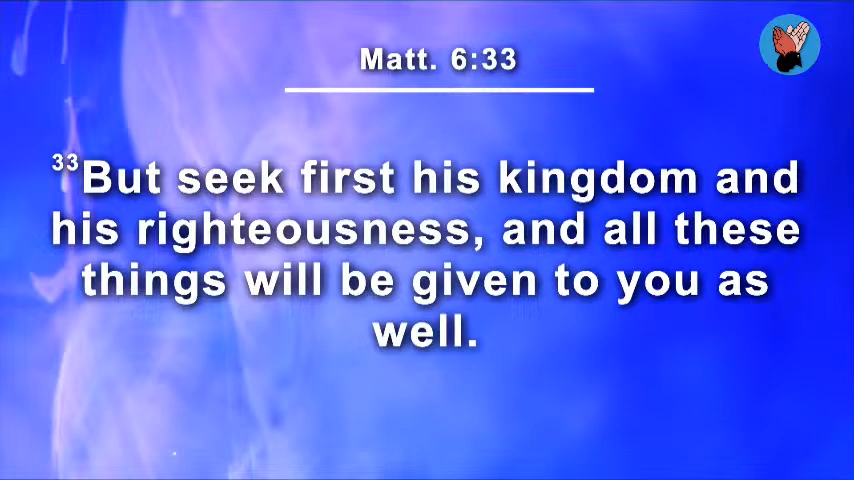 Matt. 6:33
33But seek first his kingdom and
his righteousness, and all these
things will be given to you as
well.